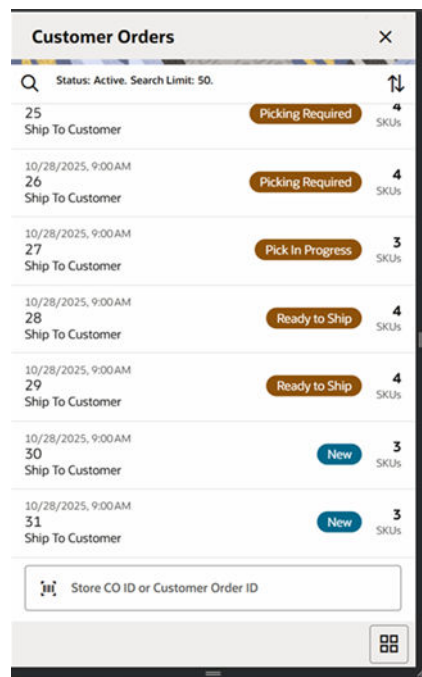 Customer Orders
Status: Active. Search Limit: 50.
25 Picking Required 4
Ship To Customer SKUs
10/28/2025, 9:00 AM
26 Picking Required 4
Ship To Customer SKUs
10/28/2025, 9:00 AM
27 Pick In Progress 3
Ship To Customer SKUs
10/28/2025, 9:00 AM
28 Ready to Ship 4
Ship To Customer SKUs
10/28/2025, 9:00 AM
29 Ready to Ship 4
Ship To Customer SKUs
10/28/2025, 9:00 AM
30 New 3
Ship To Customer SKUs
10/28/2025, 9:00 AM
31 New 3
Ship To Customer SKUs
Store CO ID or Customer Order ID